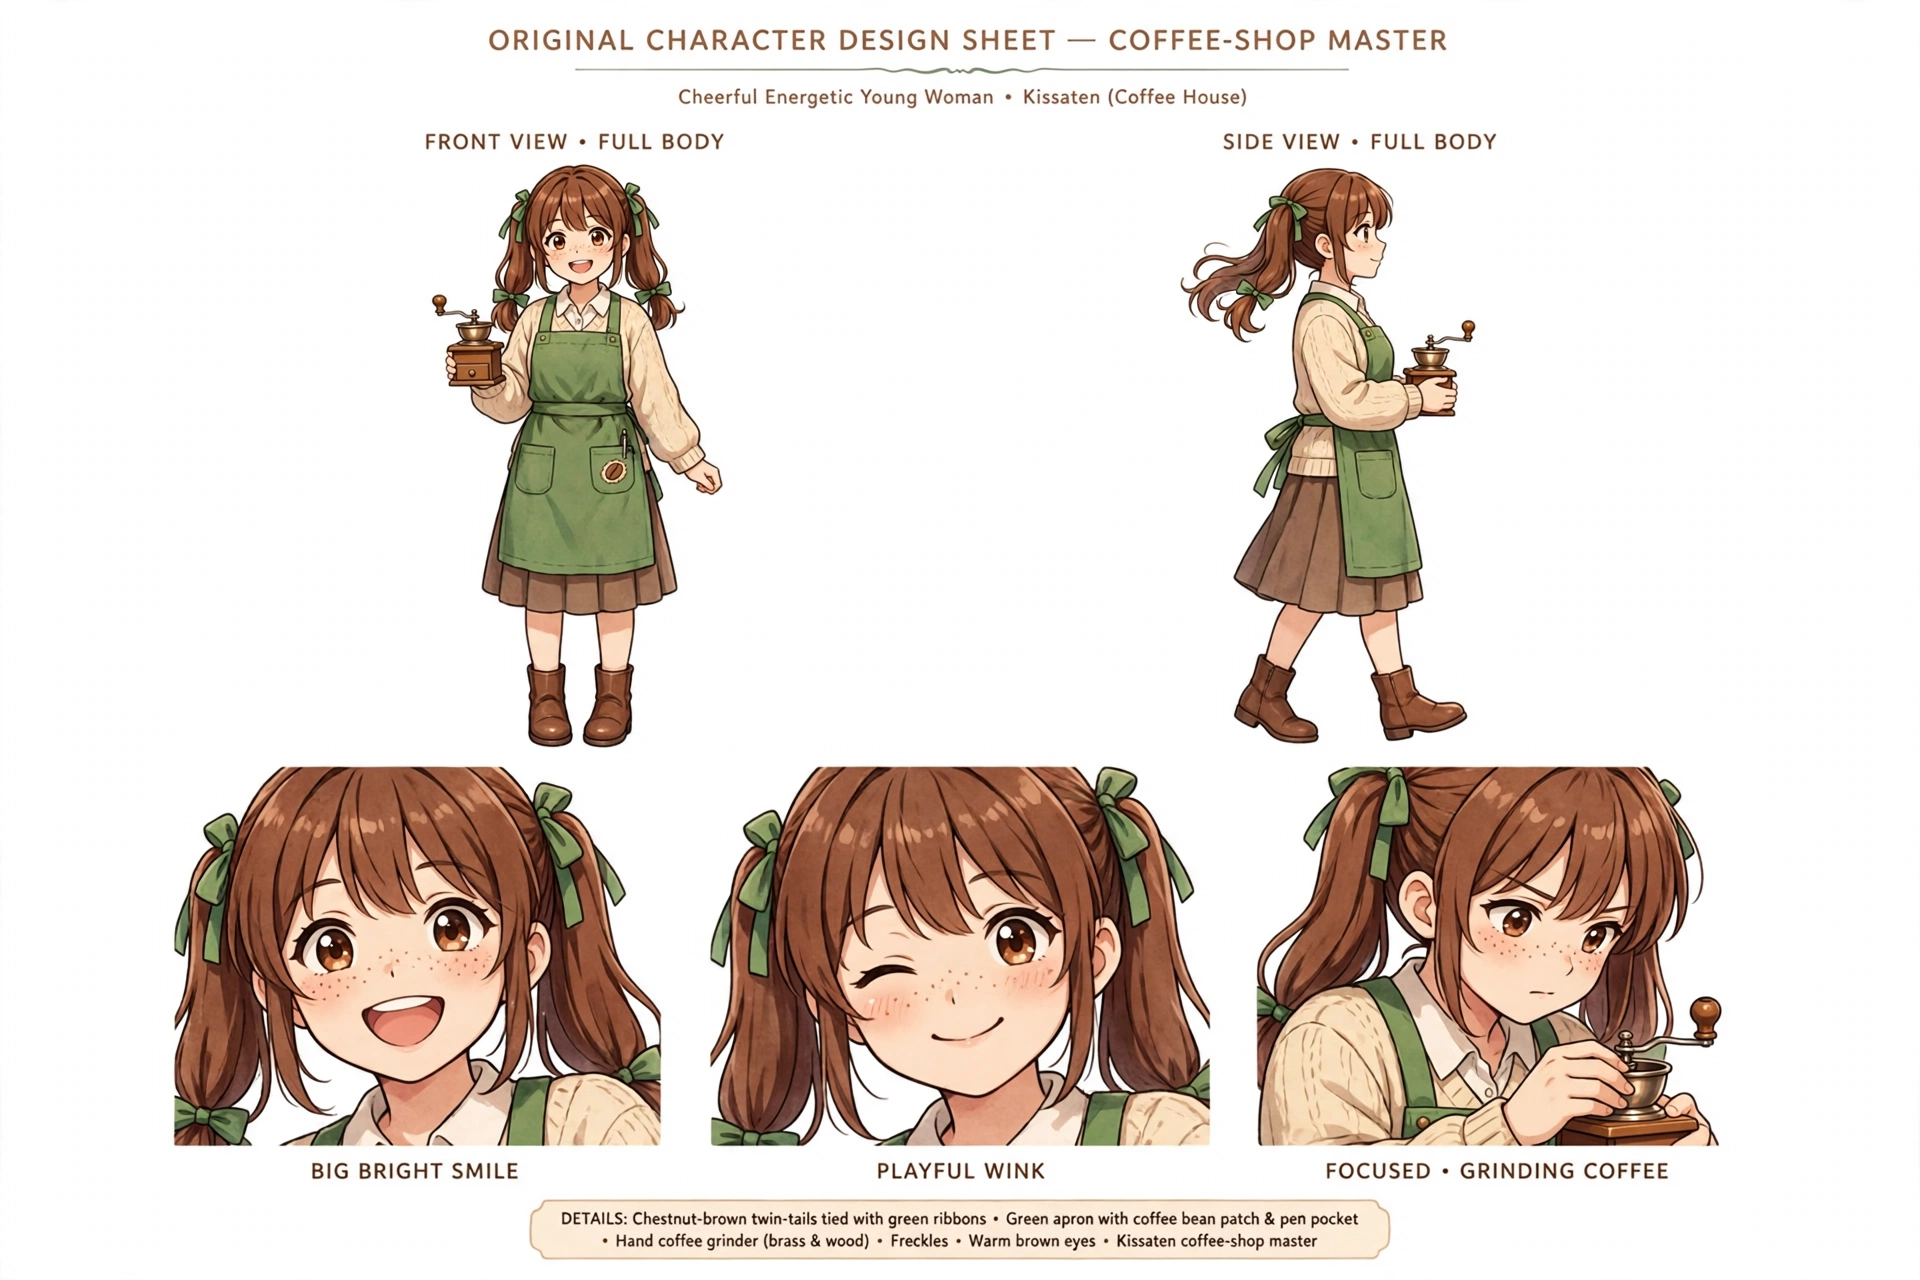 ORIGINAL CHARACTER DESIGN SHEET — COFFEE-SHOP MASTER
Cheerful Energetic Young Woman • Kissaten (Coffee House)
FRONT VIEW • FULL BODY
SIDE VIEW • FULL BODY
BIG BRIGHT SMILE
PLAYFUL WINK
FOCUSED • GRINDING COFFEE
DETAILS: Chestnut-brown twin-tails tied with green ribbons • Green apron with coffee bean patch & pen pocket
• Hand coffee grinder (brass & wood) • Freckles • Warm brown eyes • Kissaten coffee-shop master